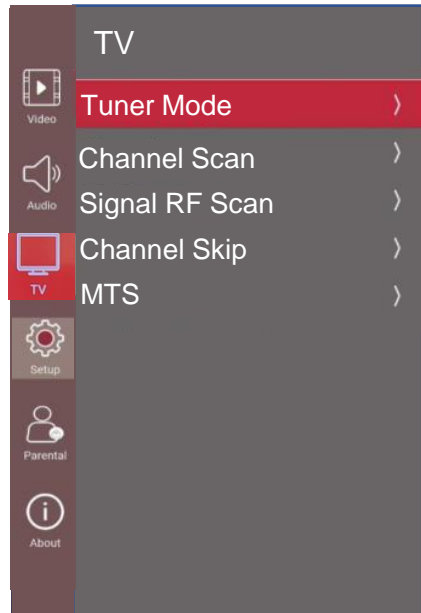 TV
Tuner Mode
Channel Scan
Signal RF Scan
Channel Skip
MTS
Video
Audio
TV
Setup
Parental
About